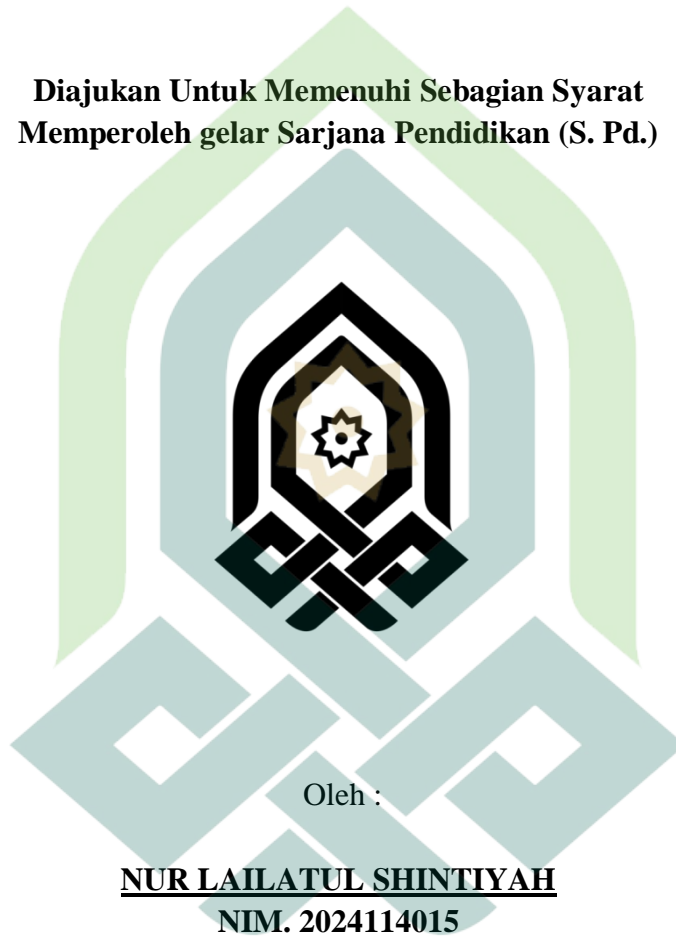 Diajukan Untuk Memenuhi Sebagian Syarat
Memperoleh gelar Sarjana Pendidikan (S. Pd.)
Oleh :
NUR LAILATUL SHINTIYAH
NIM. 2024114015